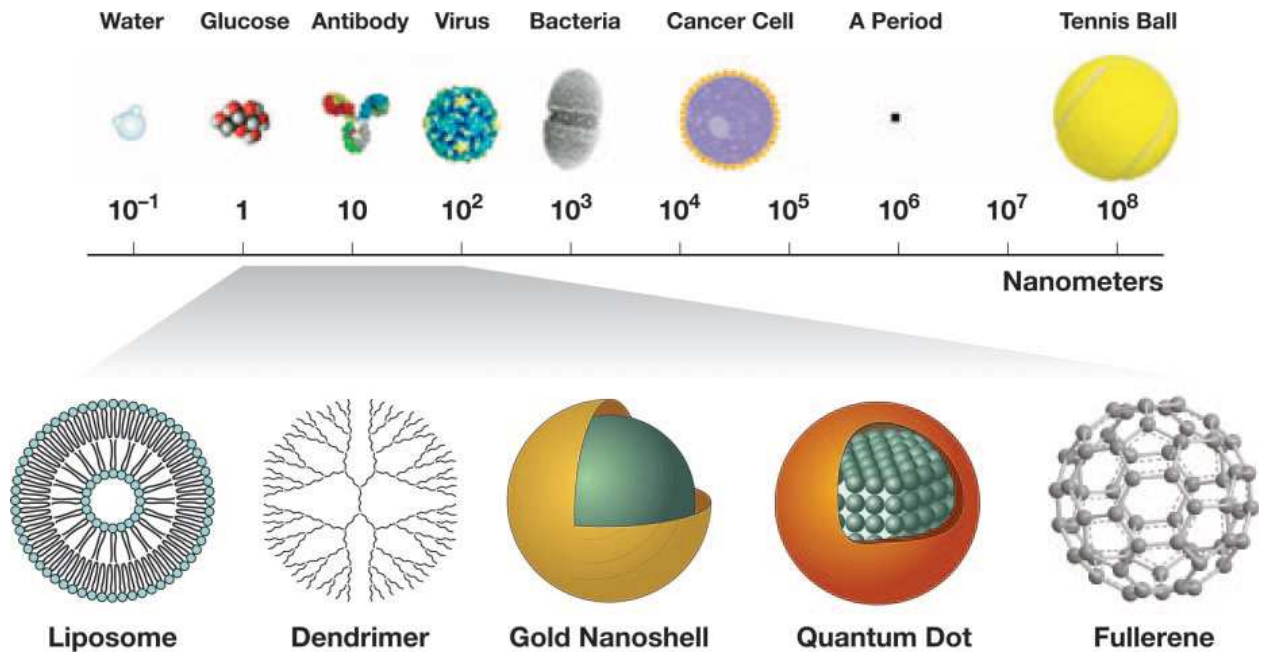 Water Glucose Antibody Virus Bacteria Cancer Cell A Period Tennis Ball
10⁻¹ 1 10 10² 10³ 10⁴ 10⁵ 10⁶ 10⁷ 10⁸
Nanometers
Liposome Dendrimer Gold Nanoshell Quantum Dot Fullerene